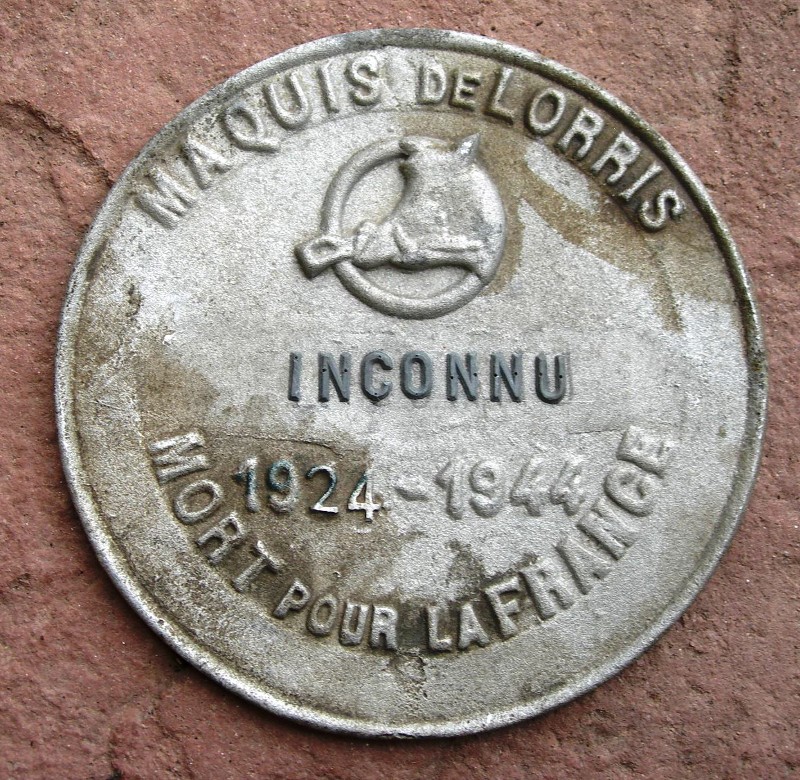 MAQUIS DE LORRIS
INCONNU
1924-1944
MORT POUR LA FRANCE